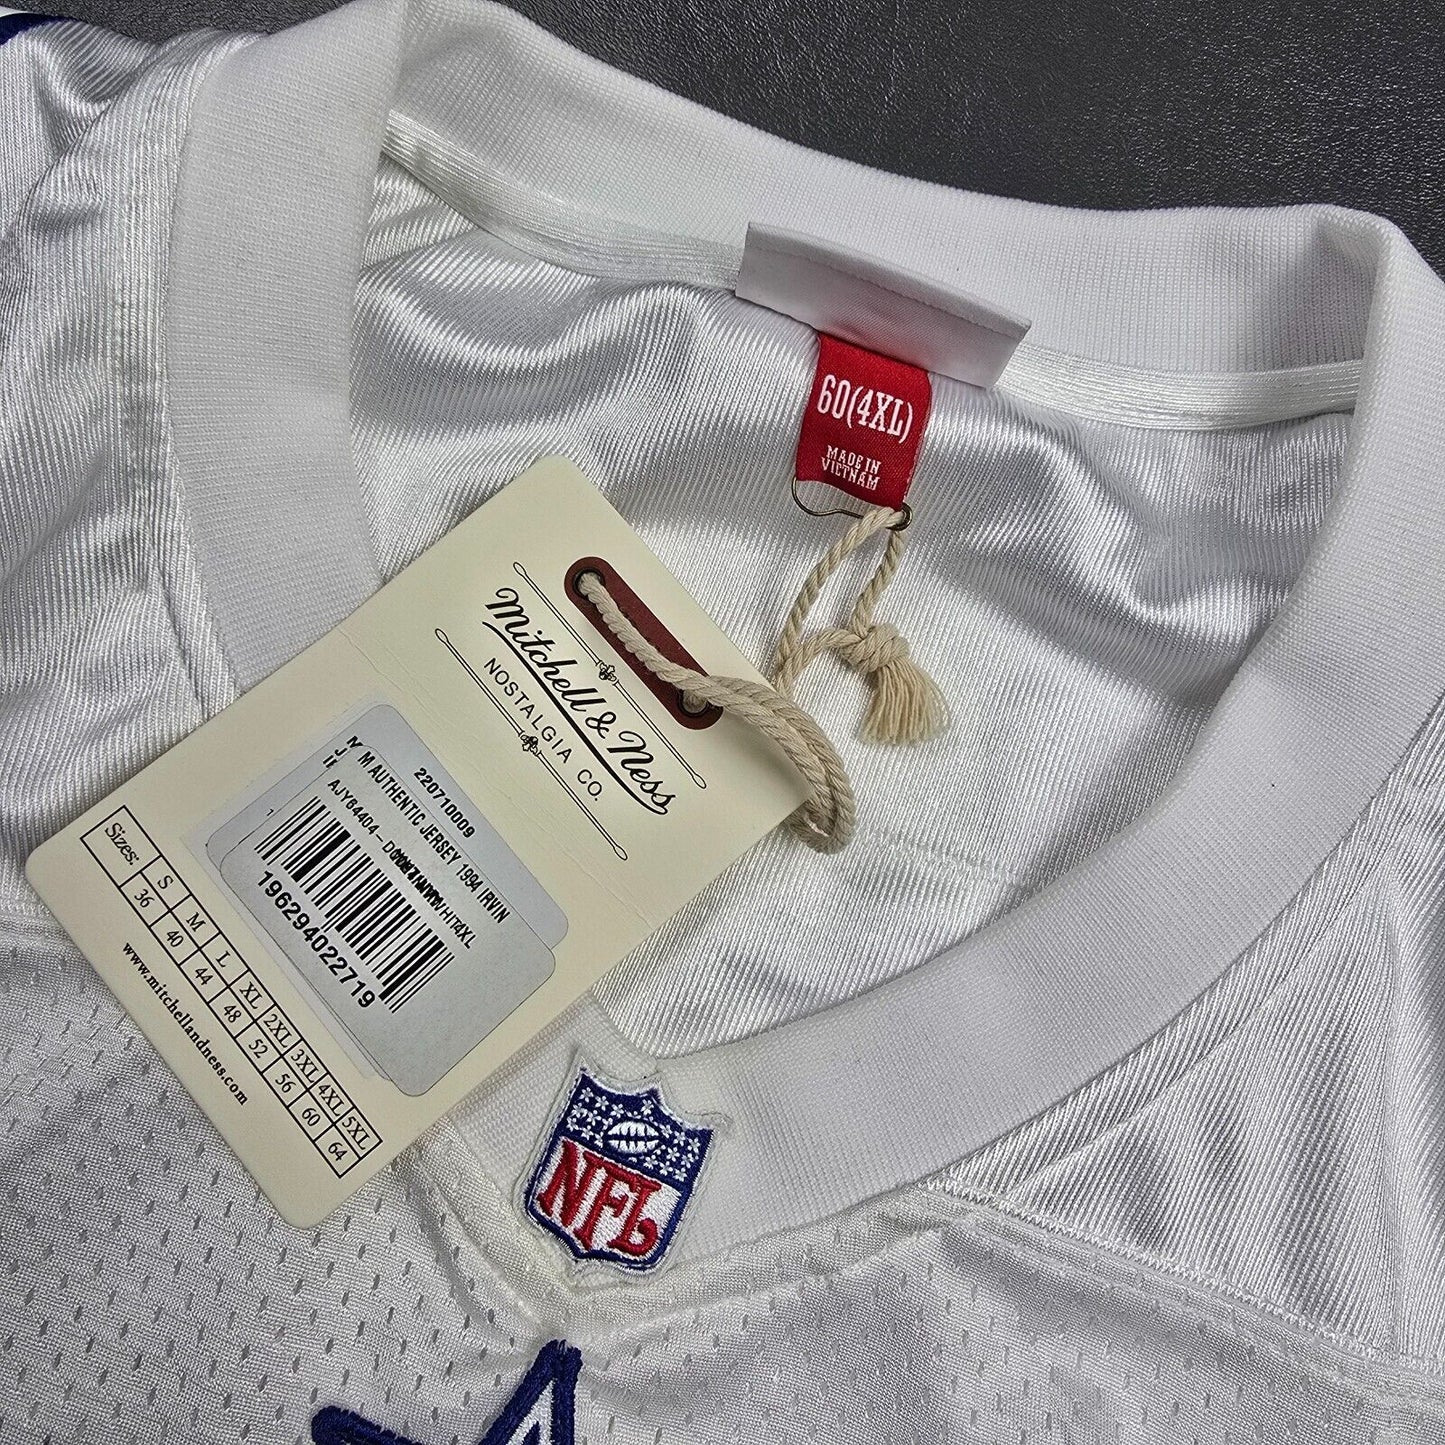 60(4XL)
MADE IN
VIETNAM
Mitchell & Ness
NOSTALGIA CO.
220710009
M AUTHENTIC JERSEY 1994 IRVIN
196294022719
Sizes: S M L XL 2XL 3XL 4XL 5XL
36 40 44 48 52 56 60 64
www.mitchellandness.com
NFL